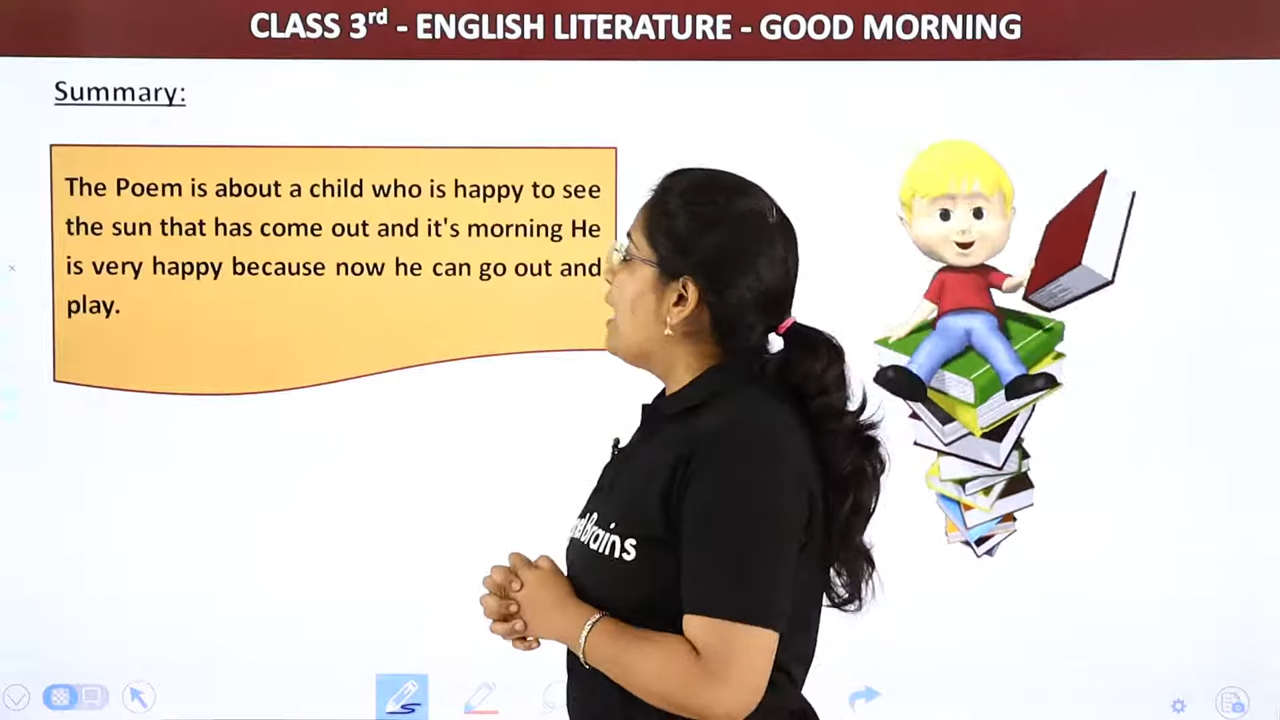 CLASS 3rd - ENGLISH LITERATURE - GOOD MORNING
Summary:
The Poem is about a child who is happy to see
the sun that has come out and it's morning He
is very happy because now he can go out and
play.
Brains